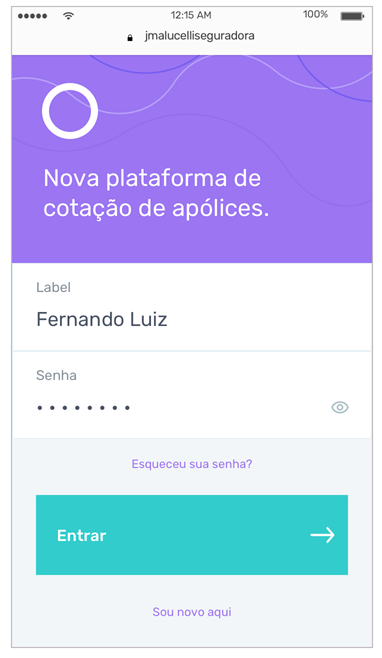 12:15 AM
100%
jmalucelliseguradora
Nova plataforma de
cotação de apólices.
Label
Fernando Luiz
Senha
• • • • • • • •
Esqueceu sua senha?
Entrar
Sou novo aqui